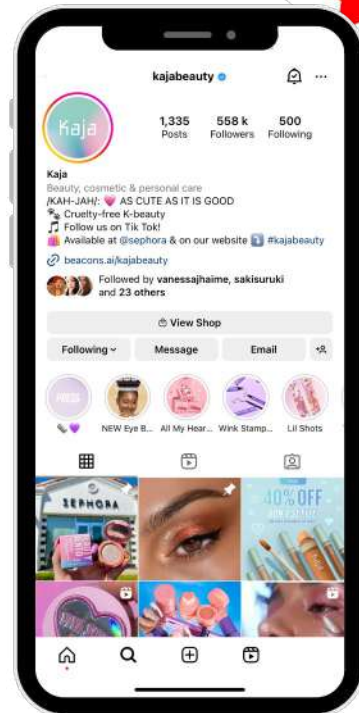 kajabeauty
Kaja
1,335 558 k 500
Posts Followers Following
Kaja
Beauty, cosmetic & personal care
/KAH-JAH/: 💗 AS CUTE AS IT IS GOOD
🐾 Cruelty-free K-beauty
🎵 Follow us on Tik Tok!
🛍️ Available at @sephora & on our website ⤵️ #kajabeauty
beacons.ai/kajabeauty
Followed by vanessajhaime, sakisuruki
and 23 others
View Shop
Following Message Email
PRESS
NEW Eye B... All My Hear... Wink Stamp... Lil Shots
SEPHORA
40% OFF